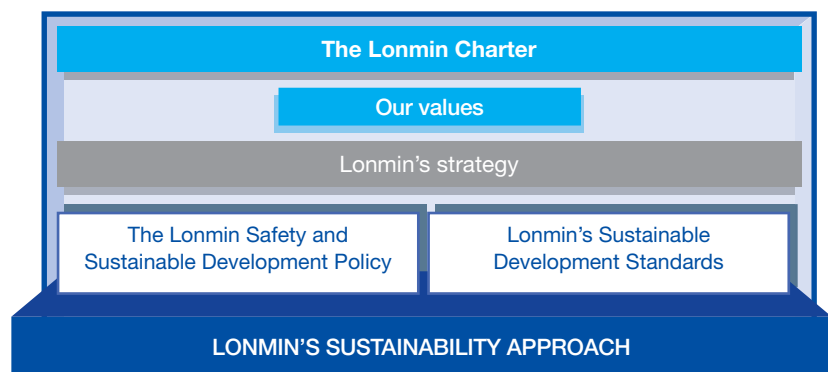 The Lonmin Charter
Our values
Lonmin's strategy
The Lonmin Safety and
Sustainable Development Policy
Lonmin's Sustainable
Development Standards
LONMIN'S SUSTAINABILITY APPROACH